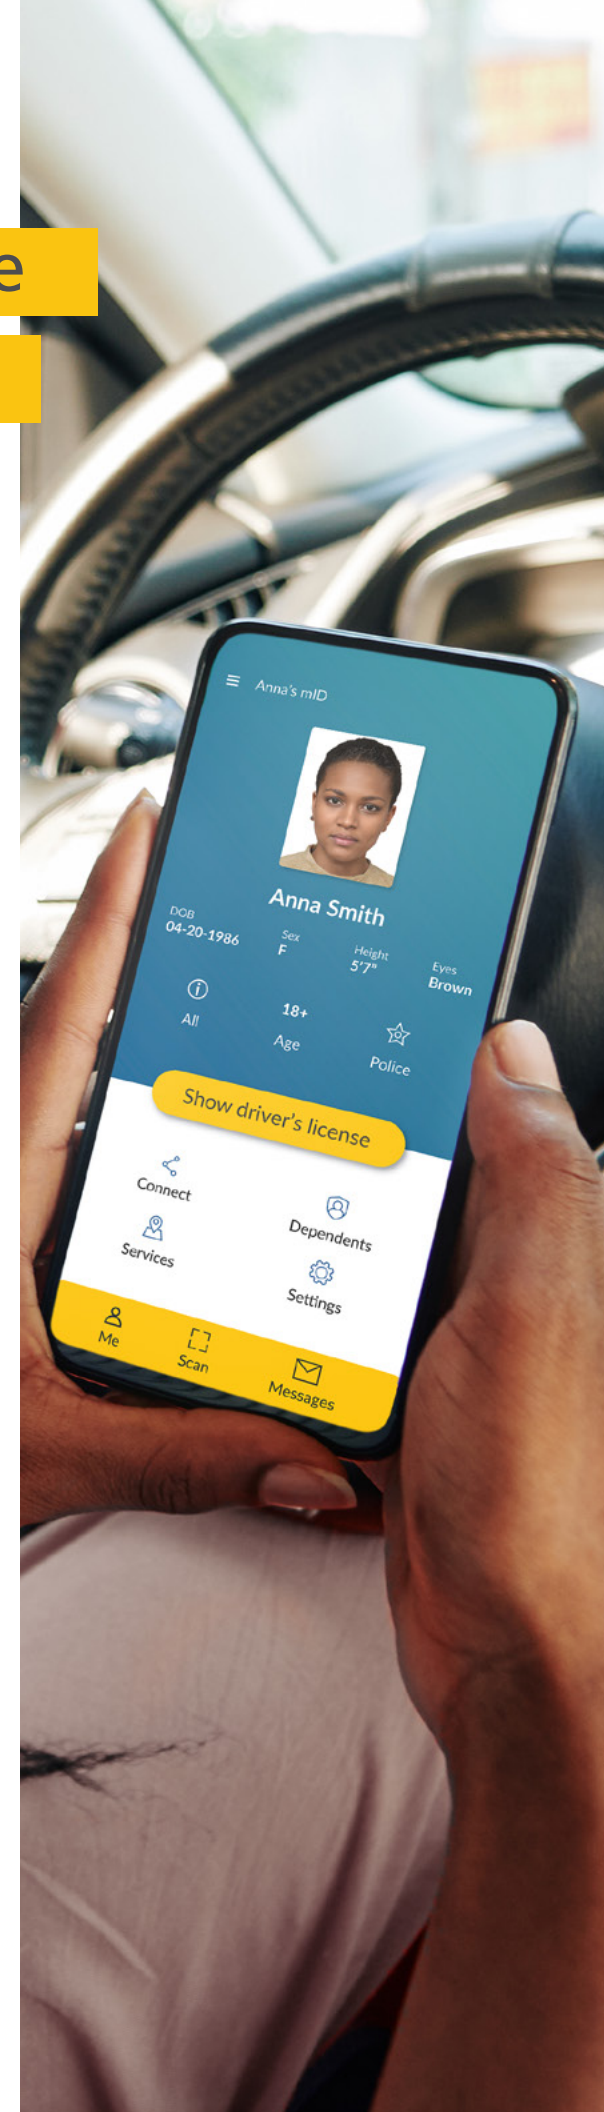 e
Anna's mID
Anna Smith
DOB Sex Height Eyes
04-20-1986 F 5'7" Brown
18+
All Age Police
Show driver's license
Connect Dependents
Services Settings
Me Scan Messages